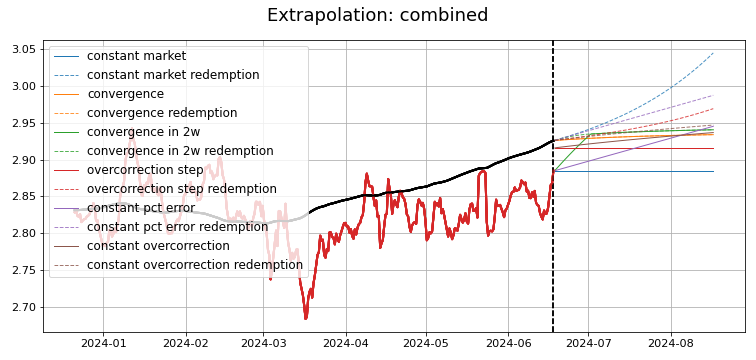 Extrapolation: combined
3.05
3.00
2.95
2.90
2.85
2.80
2.75
2.70
constant market
constant market redemption
convergence
convergence redemption
convergence in 2w
convergence in 2w redemption
overcorrection step
overcorrection step redemption
constant pct error
constant pct error redemption
constant overcorrection
constant overcorrection redemption
2024-01
2024-02
2024-03
2024-04
2024-05
2024-06
2024-07
2024-08